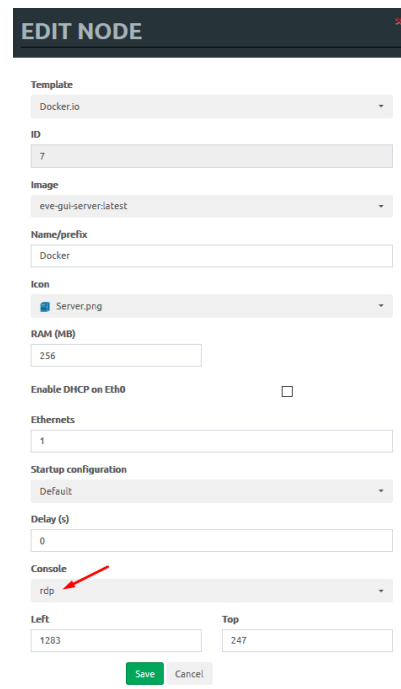 EDIT NODE
Template
Docker.io
ID
7
Image
eve-gui-server:latest
Name/prefix
Docker
Icon
Server.png
RAM (MB)
256
Enable DHCP on Eth0
Ethernets
1
Startup configuration
Default
Delay (s)
0
Console
rdp
Left Top
1283 247
Save Cancel